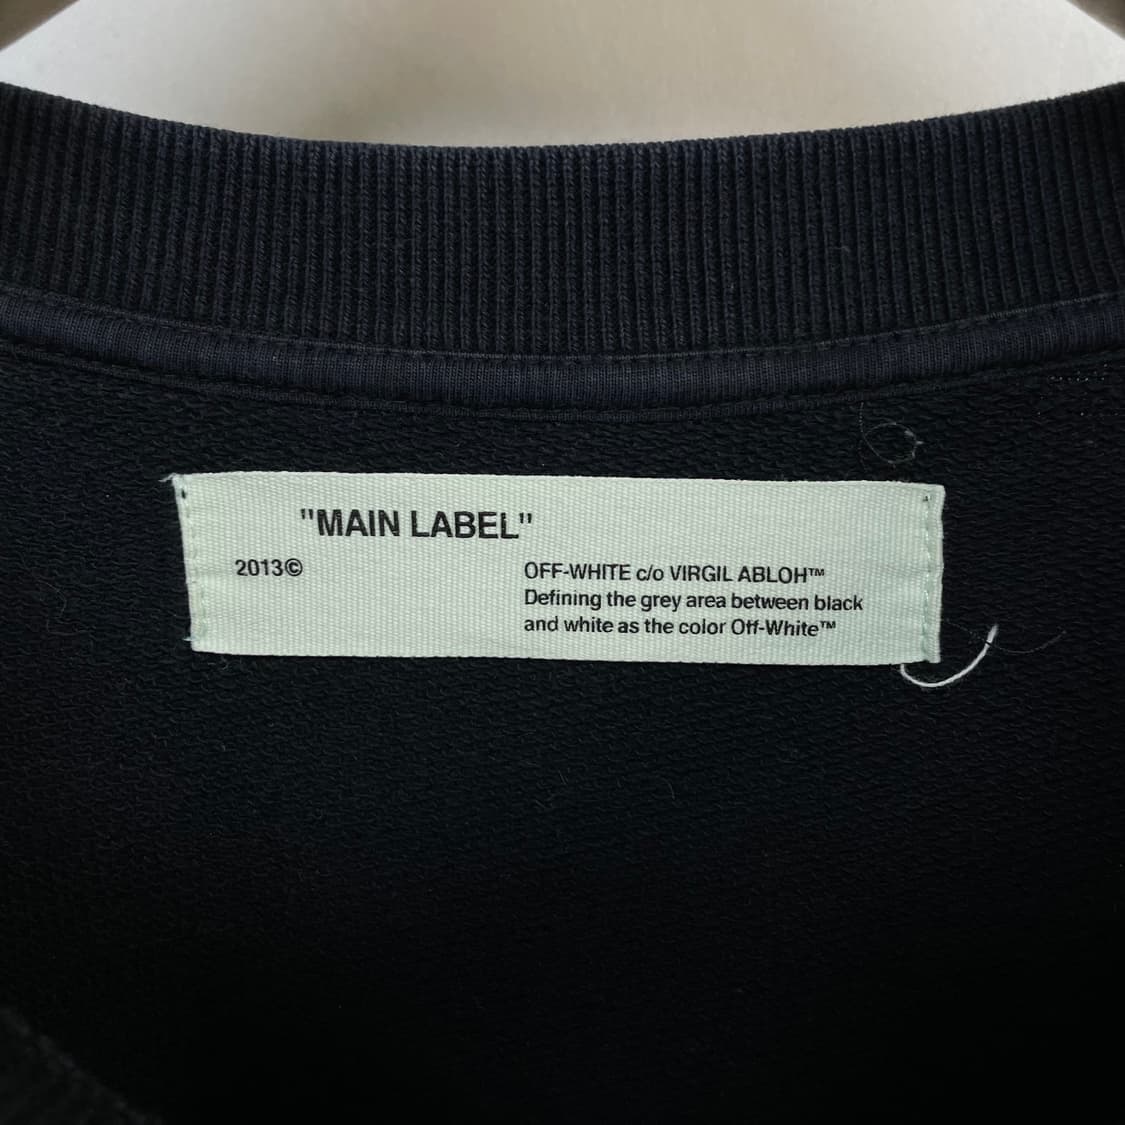 "MAIN LABEL"
2013©
OFF-WHITE c/o VIRGIL ABLOH™
Defining the grey area between black
and white as the color Off-White™